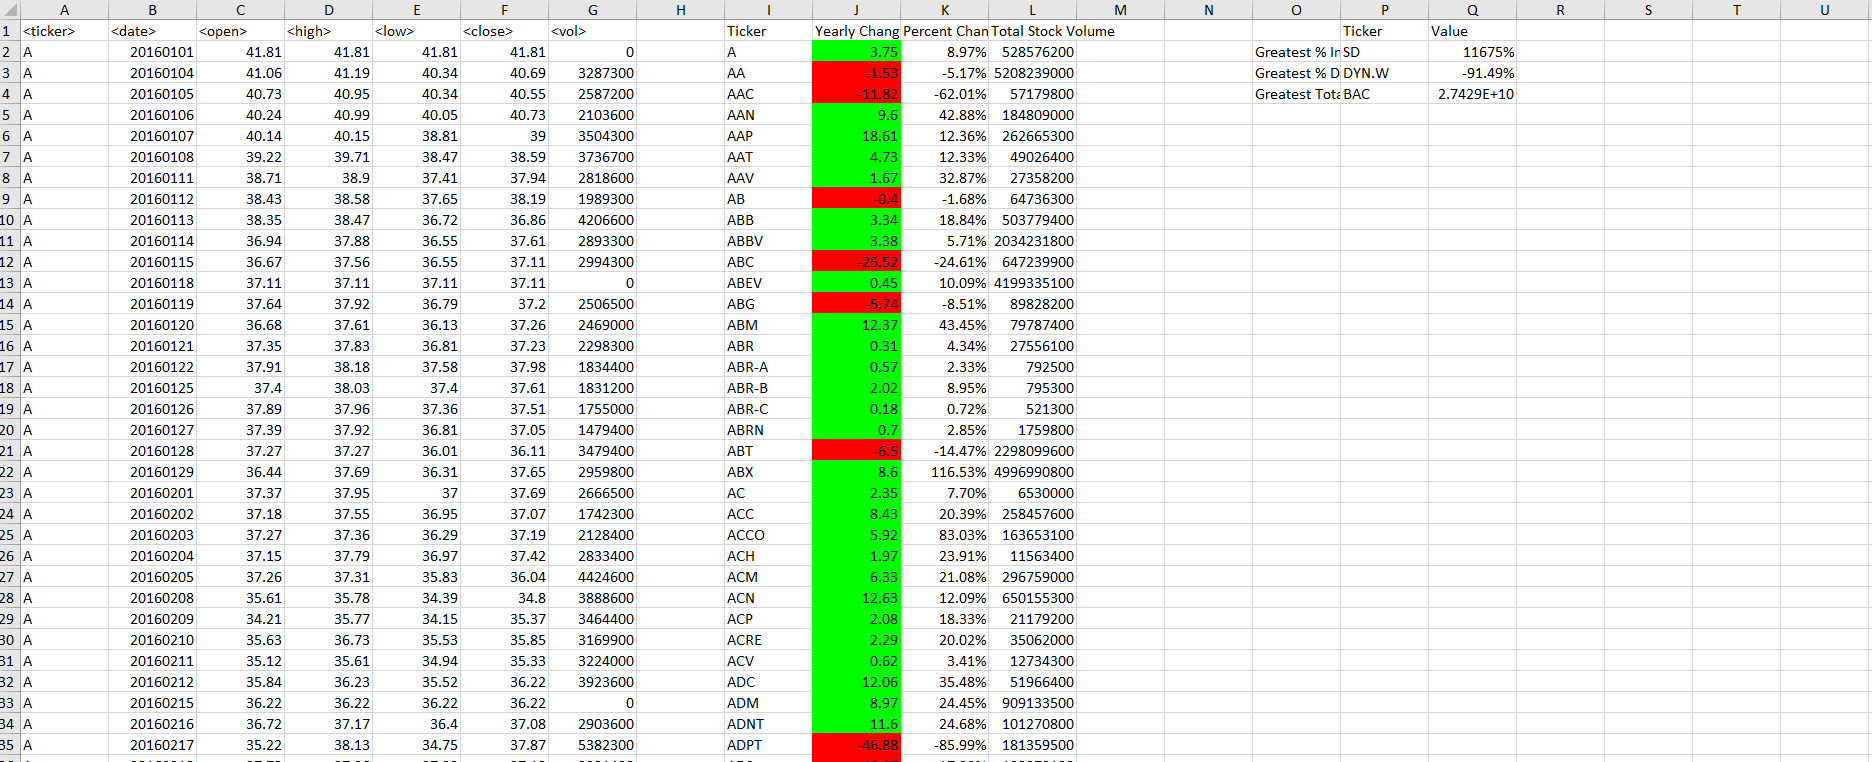 A B C D E F G H I J K L M N O P Q R S T U
1 <ticker> <date> <open> <high> <low> <close> <vol> Ticker Yearly Chang Percent Chan Total Stock Volume Ticker Value
2 A 20160101 41.81 41.81 41.81 41.81 0 A 3.75 8.97% 528576200 Greatest % In SD 11675%
3 A 20160104 41.06 41.19 40.34 40.69 3287300 AA -1.53 -5.17% 5208239000 Greatest % D DYN.W -91.49%
4 A 20160105 40.73 40.95 40.34 40.55 2587200 AAC -11.82 -62.01% 57179800 Greatest Tota BAC 2.7429E+10
5 A 20160106 40.24 40.99 40.05 40.73 2103600 AAN 9.6 42.88% 184809000
6 A 20160107 40.14 40.15 38.81 39 3504300 AAP 18.61 12.36% 262665300
7 A 20160108 39.22 39.71 38.47 38.59 3736700 AAT 4.73 12.33% 49026400
8 A 20160111 38.71 38.9 37.41 37.94 2818600 AAV 1.67 32.87% 27358200
9 A 20160112 38.43 38.58 37.65 38.19 1989300 AB -0.4 -1.68% 64736300
10 A 20160113 38.35 38.47 36.72 36.86 4206600 ABB 3.34 18.84% 503779400
11 A 20160114 36.94 37.88 36.55 37.61 2893300 ABBV 3.38 5.71% 2034231800
12 A 20160115 36.67 37.56 36.55 37.11 2994300 ABC -25.52 -24.61% 647239900
13 A 20160118 37.11 37.11 37.11 37.11 0 ABEV 0.45 10.09% 4199335100
14 A 20160119 37.64 37.92 36.79 37.2 2506500 ABG -5.74 -8.51% 89828200
15 A 20160120 36.68 37.61 36.13 37.26 2469000 ABM 12.37 43.45% 79787400
16 A 20160121 37.35 37.83 36.81 37.23 2298300 ABR 0.31 4.34% 27556100
17 A 20160122 37.91 38.18 37.58 37.98 1834400 ABR-A 0.57 2.33% 792500
18 A 20160125 37.4 38.03 37.4 37.61 1831200 ABR-B 2.02 8.95% 795300
19 A 20160126 37.89 37.96 37.36 37.51 1755000 ABR-C 0.18 0.72% 521300
20 A 20160127 37.39 37.92 36.81 37.05 1479400 ABRN 0.7 2.85% 1759800
21 A 20160128 37.27 37.27 36.01 36.11 3479400 ABT -6.5 -14.47% 2298099600
22 A 20160129 36.44 37.69 36.31 37.65 2959800 ABX 8.6 116.53% 4996990800
23 A 20160201 37.37 37.95 37 37.69 2666500 AC 2.35 7.70% 6530000
24 A 20160202 37.18 37.55 36.95 37.07 1742300 ACC 8.43 20.39% 258457600
25 A 20160203 37.27 37.36 36.29 37.19 2128400 ACCO 5.92 83.03% 163653100
26 A 20160204 37.15 37.79 36.97 37.42 2833400 ACH 1.97 23.91% 11563400
27 A 20160205 37.26 37.31 35.83 36.04 4424600 ACM 6.33 21.08% 296759000
28 A 20160208 35.61 35.78 34.39 34.8 3888600 ACN 12.63 12.09% 650155300
29 A 20160209 34.21 35.77 34.15 35.37 3464400 ACP 2.08 18.33% 21179200
30 A 20160210 35.63 36.73 35.53 35.85 3169900 ACRE 2.29 20.02% 35062000
31 A 20160211 35.12 35.61 34.94 35.33 3224000 ACV 0.62 3.41% 12734300
32 A 20160212 35.84 36.23 35.52 36.22 3923600 ADC 12.06 35.48% 51966400
33 A 20160215 36.22 36.22 36.22 36.22 0 ADM 8.97 24.45% 909133500
34 A 20160216 36.72 37.17 36.4 37.08 2903600 ADNT 11.6 24.68% 101270800
35 A 20160217 35.22 38.13 34.75 37.87 5382300 ADPT -46.88 -85.99% 181359500